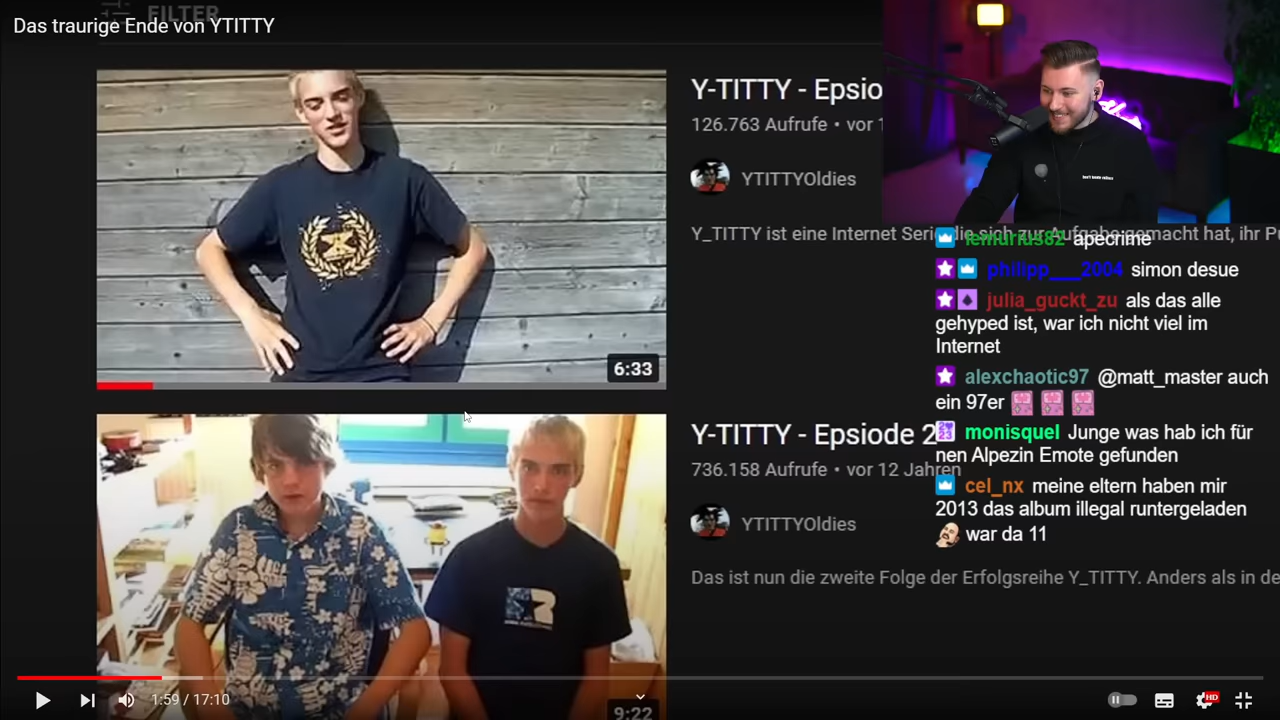 FILTER
Das traurige Ende von YTITTY
Y-TITTY - Epsio
126.763 Aufrufe • vor 1
YTITTYOldies
Y_TITTY ist eine Internet Serie die sich zur Aufgabe gemacht hat, ihr Pu
6:33
Y-TITTY - Epsiode 2
736.158 Aufrufe • vor 12 Jahren
YTITTYOldies
Das ist nun die zweite Folge der Erfolgsreihe Y_TITTY. Anders als in de
9:22
lemurius82 apecrime
philipp___2004 simon desue
julia_guckt_zu als das alle
gehyped ist, war ich nicht viel im
Internet
alexchaotic97 @matt_master auch
ein 97er
monisquel Junge was hab ich für
nen Alpezin Emote gefunden
cel_nx meine eltern haben mir
2013 das album illegal runtergeladen
war da 11
1:59 / 17:10
HD